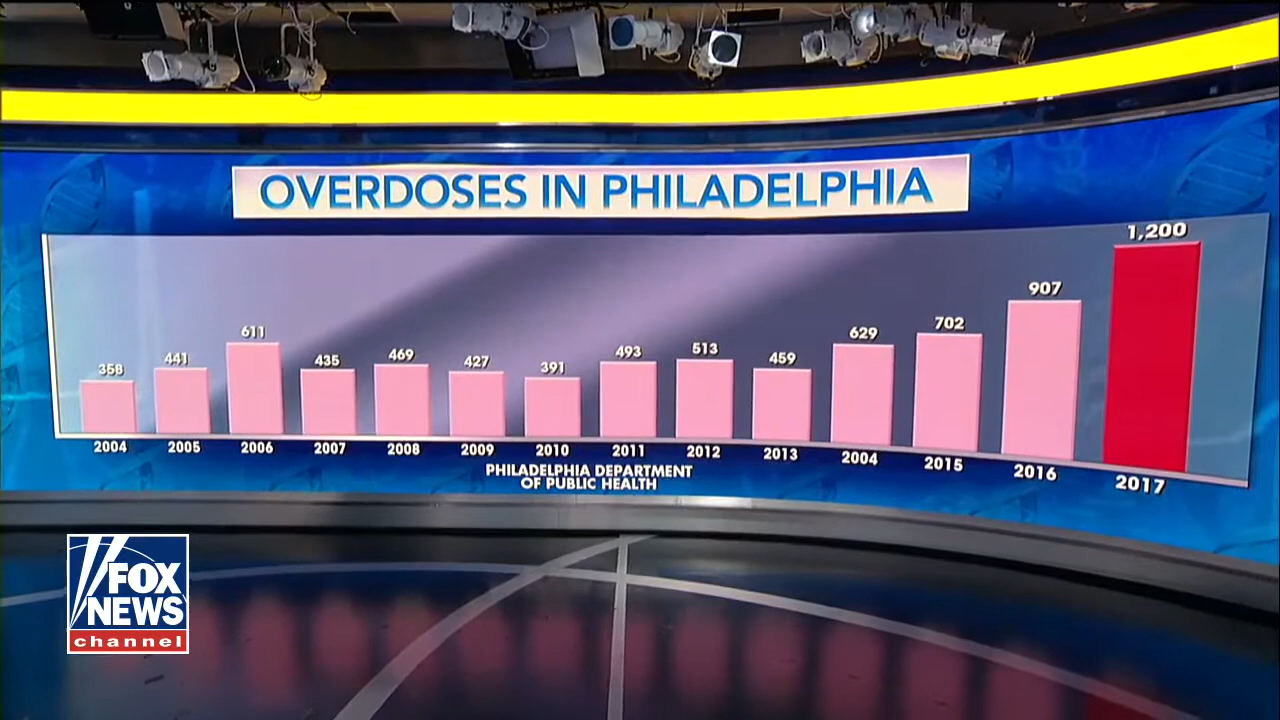 OVERDOSES IN PHILADELPHIA
358 441 611 435 469 427 391 493 513 459 629 702 907 1,200
2004 2005 2006 2007 2008 2009 2010 2011 2012 2013 2004 2015 2016 2017
PHILADELPHIA DEPARTMENT
OF PUBLIC HEALTH
FOX
NEWS
channel